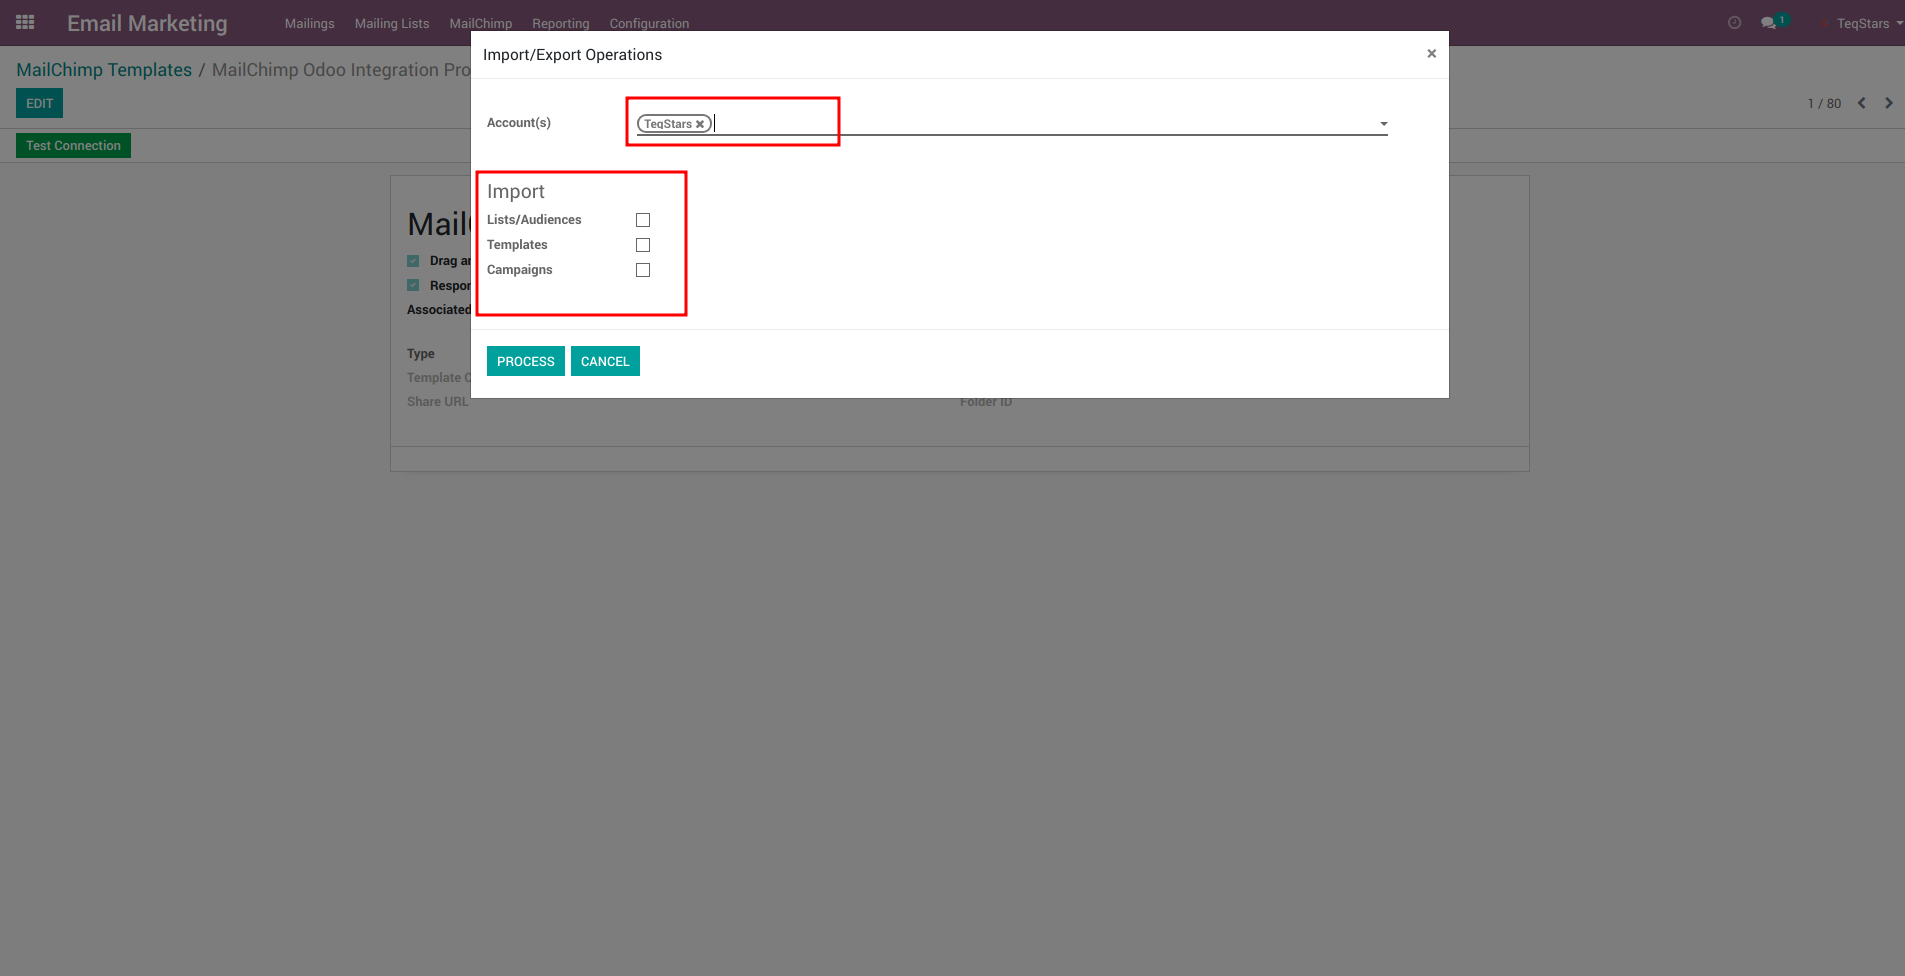 Email Marketing
Mailings
Mailing Lists
MailChimp
Reporting
Configuration
1
TeqStars
MailChimp Templates / MailChimp Odoo Integration Pro
EDIT
1 / 80
Test Connection
Import/Export Operations
×
Account(s)
TeqStars ×
Import
Lists/Audiences
Templates
Campaigns
PROCESS
CANCEL
Mail
Drag
Associated
Type
Template
Share URL
Folder ID